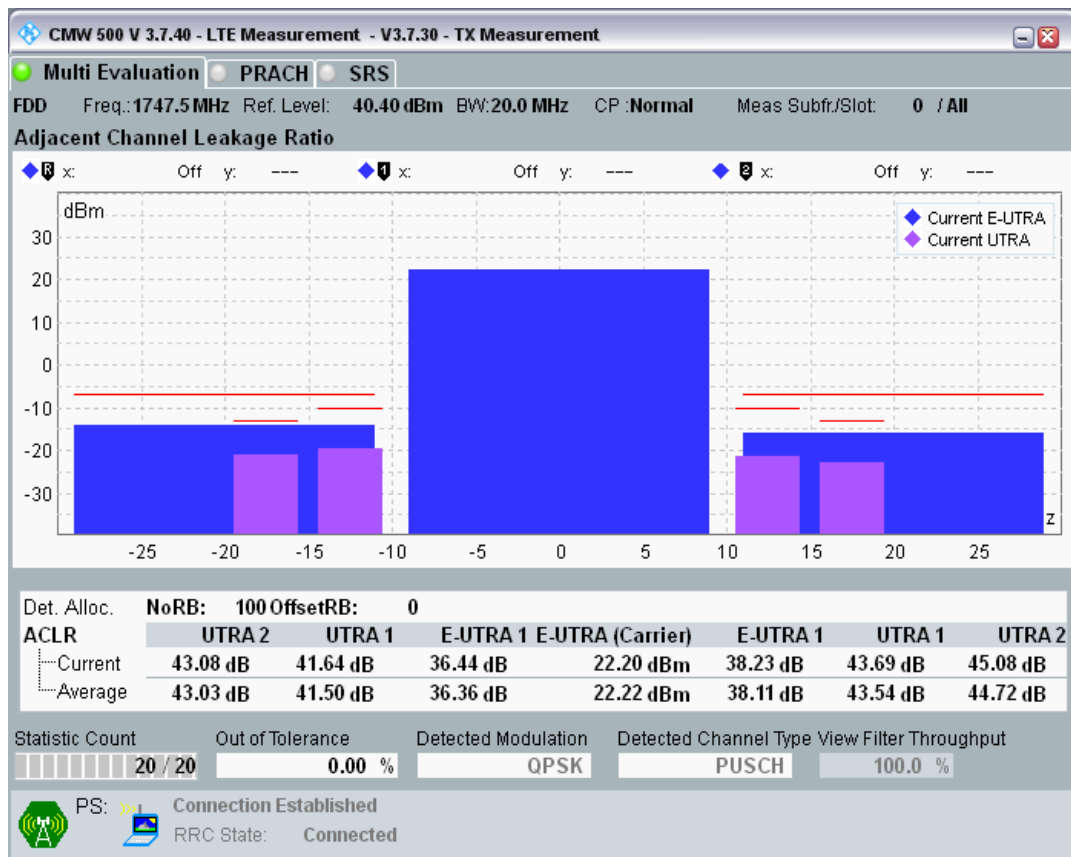 CMW 500 V 3.7.40 - LTE Measurement - V3.7.30 - TX Measurement
Multi Evaluation PRACH SRS
FDD Freq.:1747.5 MHz Ref. Level: 40.40 dBm BW:20.0 MHz CP :Normal Meas Subfr./Slot: 0 / All
Adjacent Channel Leakage Ratio
R x: Off y: --- 1 x: Off y: --- 2 x: Off y: ---
dBm
Current E-UTRA
Current UTRA
30
20
10
0
-10
-20
-30
z
-25 -20 -15 -10 -5 0 5 10 15 20 25
Det. Alloc. NoRB: 100 OffsetRB: 0
ACLR UTRA 2 UTRA 1 E-UTRA 1 E-UTRA (Carrier) E-UTRA 1 UTRA 1 UTRA 2
Current 43.08 dB 41.64 dB 36.44 dB 22.20 dBm 38.23 dB 43.69 dB 45.08 dB
Average 43.03 dB 41.50 dB 36.36 dB 22.22 dBm 38.11 dB 43.54 dB 44.72 dB
Statistic Count Out of Tolerance Detected Modulation Detected Channel Type View Filter Throughput
20 / 20 0.00 % QPSK PUSCH 100.0 %
PS: Connection Established
RRC State: Connected